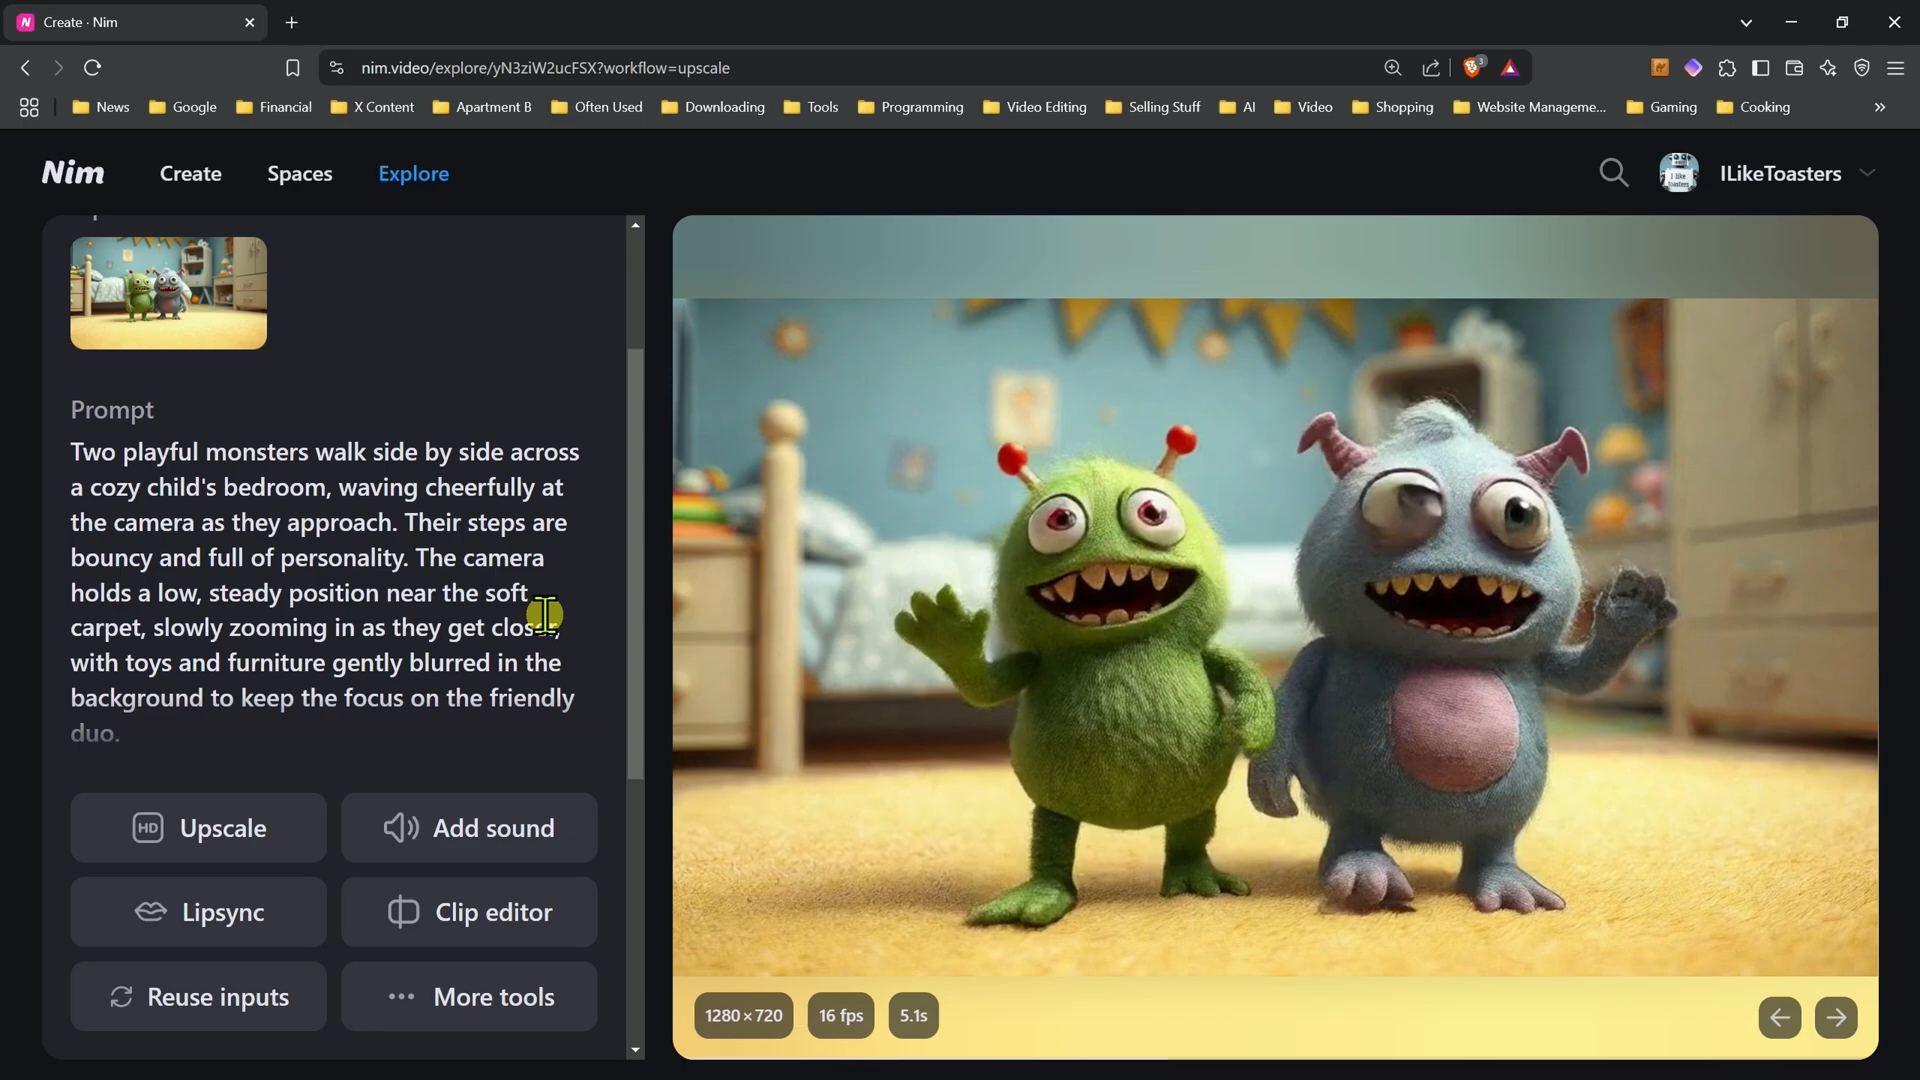 Create · Nim
nim.video/explore/yN3ziW2ucFSX?workflow=upscale
3
News Google Financial X Content Apartment B Often Used Downloading Tools Programming Video Editing Selling Stuff AI Video Shopping Website Manageme... Gaming Cooking
Nim Create Spaces Explore ILikeToasters
Prompt
Two playful monsters walk side by side across
a cozy child's bedroom, waving cheerfully at
the camera as they approach. Their steps are
bouncy and full of personality. The camera
holds a low, steady position near the soft
carpet, slowly zooming in as they get closer,
with toys and furniture gently blurred in the
background to keep the focus on the friendly
duo.
HD Upscale Add sound
Lipsync Clip editor
Reuse inputs More tools
1280×720 16 fps 5.1s